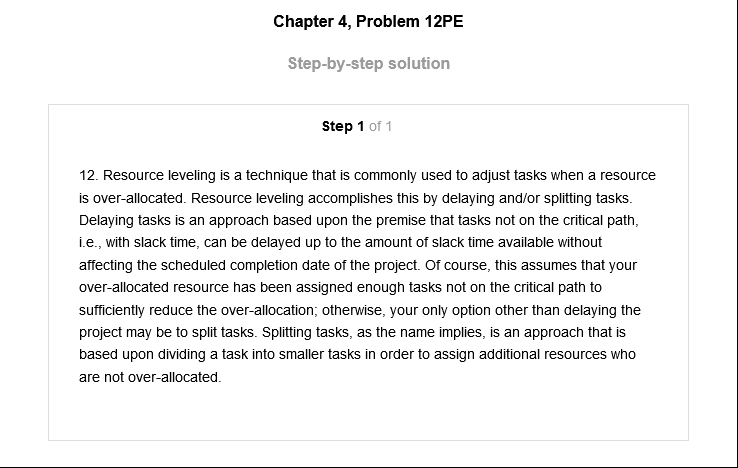 Chapter 4, Problem 12PE
Step-by-step solution
Step 1 of 1
12. Resource leveling is a technique that is commonly used to adjust tasks when a resource
is over-allocated. Resource leveling accomplishes this by delaying and/or splitting tasks.
Delaying tasks is an approach based upon the premise that tasks not on the critical path,
i.e., with slack time, can be delayed up to the amount of slack time available without
affecting the scheduled completion date of the project. Of course, this assumes that your
over-allocated resource has been assigned enough tasks not on the critical path to
sufficiently reduce the over-allocation; otherwise, your only option other than delaying the
project may be to split tasks. Splitting tasks, as the name implies, is an approach that is
based upon dividing a task into smaller tasks in order to assign additional resources who
are not over-allocated.